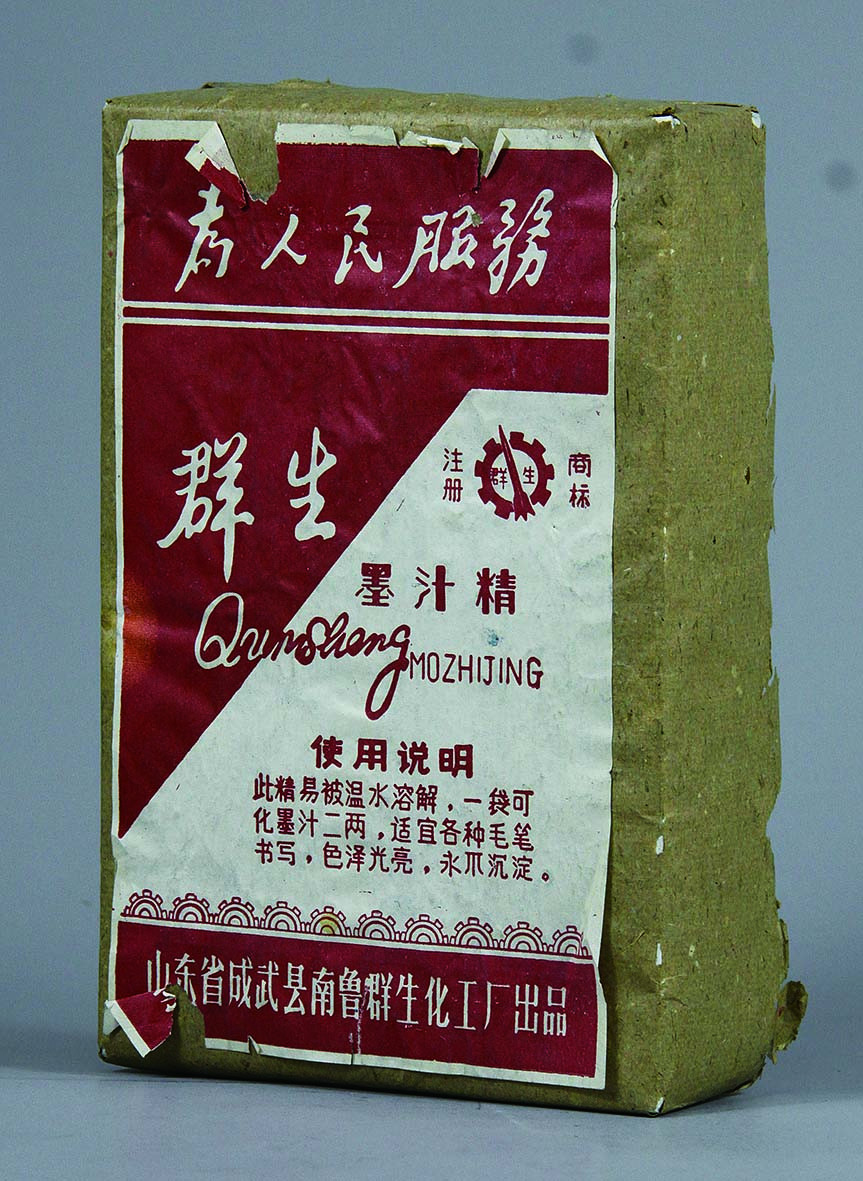 為人民服務
群生
注册
群生
商标
墨汁精
Qunsheng
MOZHIJING
使用说明
此精易被温水溶解，一袋可
化墨汁二两，适宜各种毛笔
书写，色泽光亮，永爪沉淀。
山东省成武县南鲁群生化工厂出品